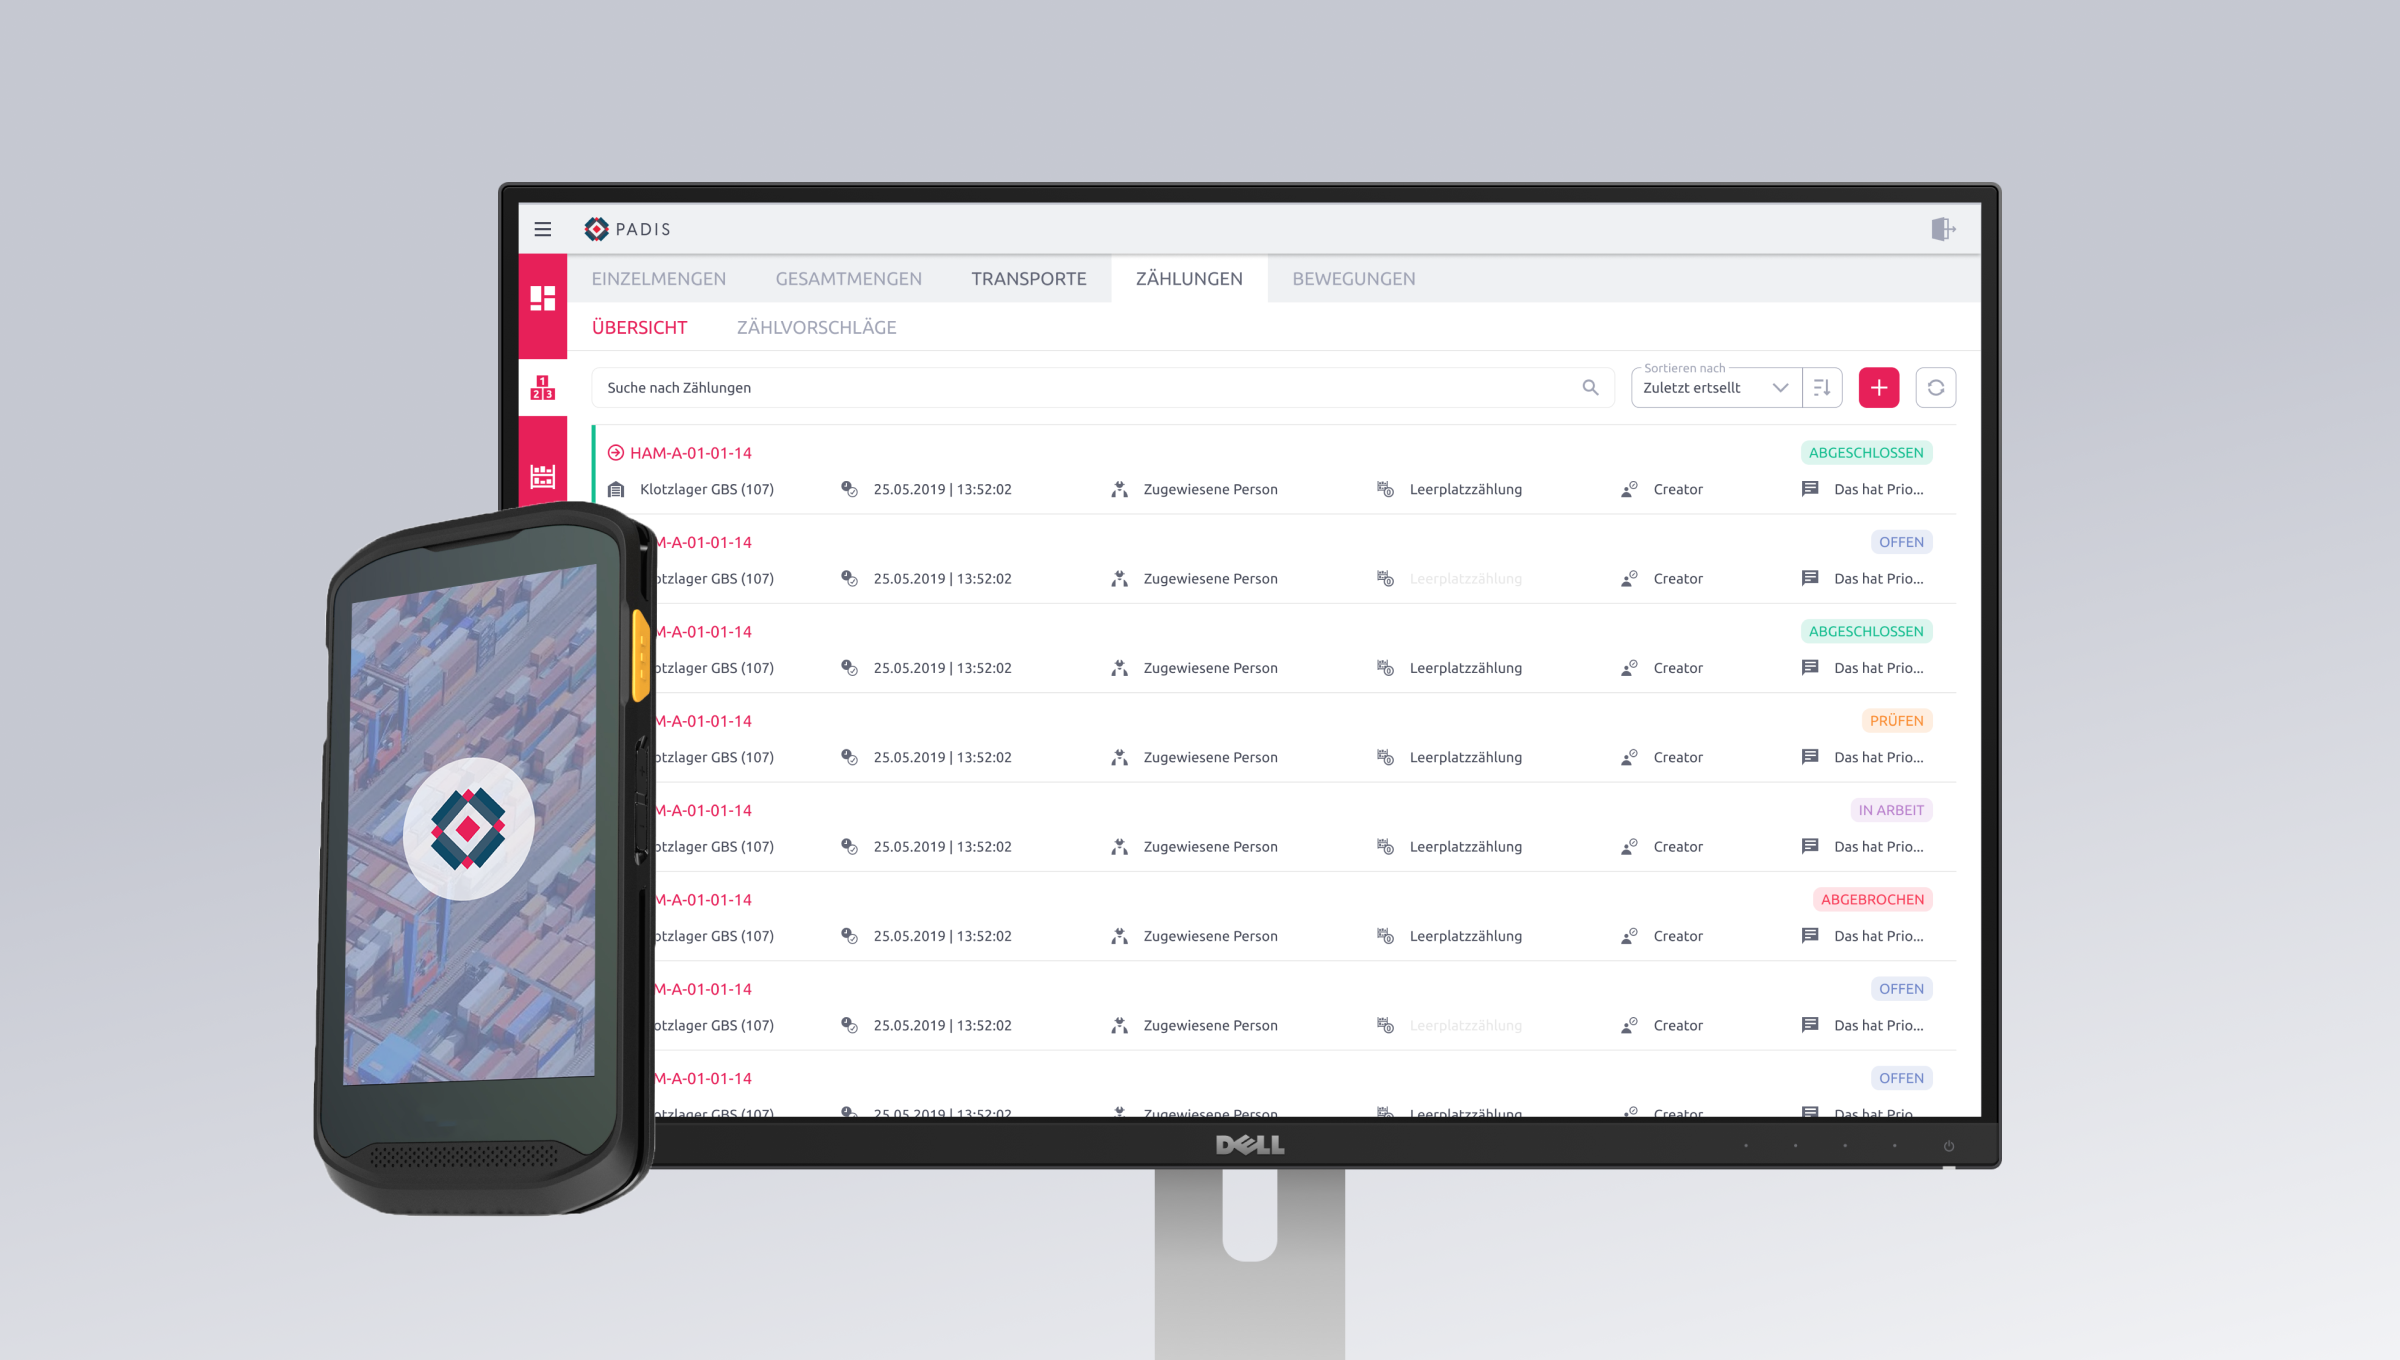 PADIS
EINZELMENGEN GESAMTMENGEN TRANSPORTE ZÄHLUNGEN BEWEGUNGEN
ÜBERSICHT ZÄHLVORSCHLÄGE
Sortieren nach
Suche nach Zählungen Zuletzt ertsellt
HAM-A-01-01-14 ABGESCHLOSSEN
Klotzlager GBS (107) 25.05.2019 | 13:52:02 Zugewiesene Person Leerplatzzählung Creator Das hat Prio...
M-A-01-01-14 OFFEN
otzlager GBS (107) 25.05.2019 | 13:52:02 Zugewiesene Person Leerplatzzählung Creator Das hat Prio...
M-A-01-01-14 ABGESCHLOSSEN
otzlager GBS (107) 25.05.2019 | 13:52:02 Zugewiesene Person Leerplatzzählung Creator Das hat Prio...
M-A-01-01-14 PRÜFEN
otzlager GBS (107) 25.05.2019 | 13:52:02 Zugewiesene Person Leerplatzzählung Creator Das hat Prio...
M-A-01-01-14 IN ARBEIT
otzlager GBS (107) 25.05.2019 | 13:52:02 Zugewiesene Person Leerplatzzählung Creator Das hat Prio...
M-A-01-01-14 ABGEBROCHEN
otzlager GBS (107) 25.05.2019 | 13:52:02 Zugewiesene Person Leerplatzzählung Creator Das hat Prio...
M-A-01-01-14 OFFEN
otzlager GBS (107) 25.05.2019 | 13:52:02 Zugewiesene Person Leerplatzzählung Creator Das hat Prio...
M-A-01-01-14 OFFEN
otzlager GBS (107) 25.05.2019 | 13:52:02 Zugewiesene Person Leerplatzzählung Creator Das hat Prio
DELL